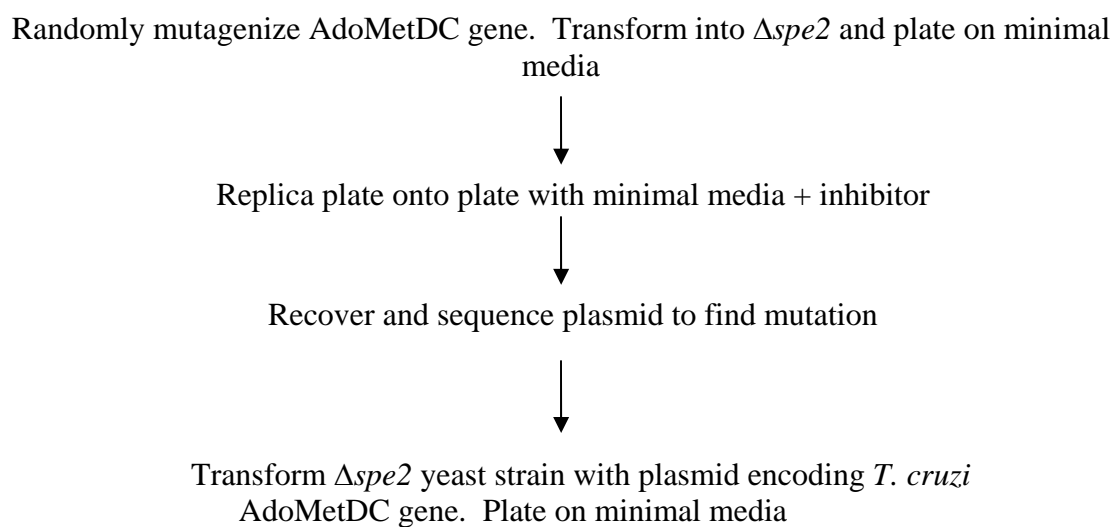 Randomly mutagenize AdoMetDC gene.  Transform into Δspe2 and plate on minimal
media
Replica plate onto plate with minimal media + inhibitor
Recover and sequence plasmid to find mutation
Transform Δspe2 yeast strain with plasmid encoding T. cruzi
AdoMetDC gene.  Plate on minimal media